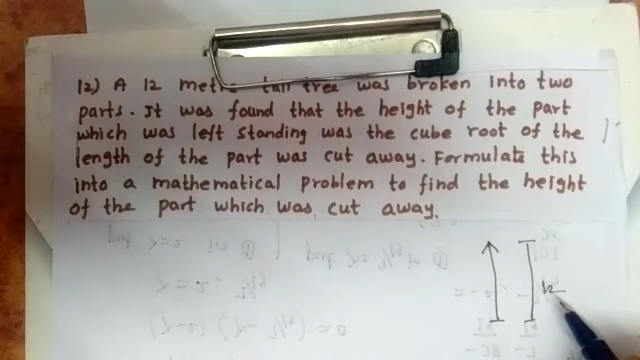 12) A 12 tall tree was broken into two
parts. It was found that the height of the part
which was left standing was the cube root of the
length of the part was cut away. Formulate this
into a mathematical problem to find the height
of the part which was cut away.
12